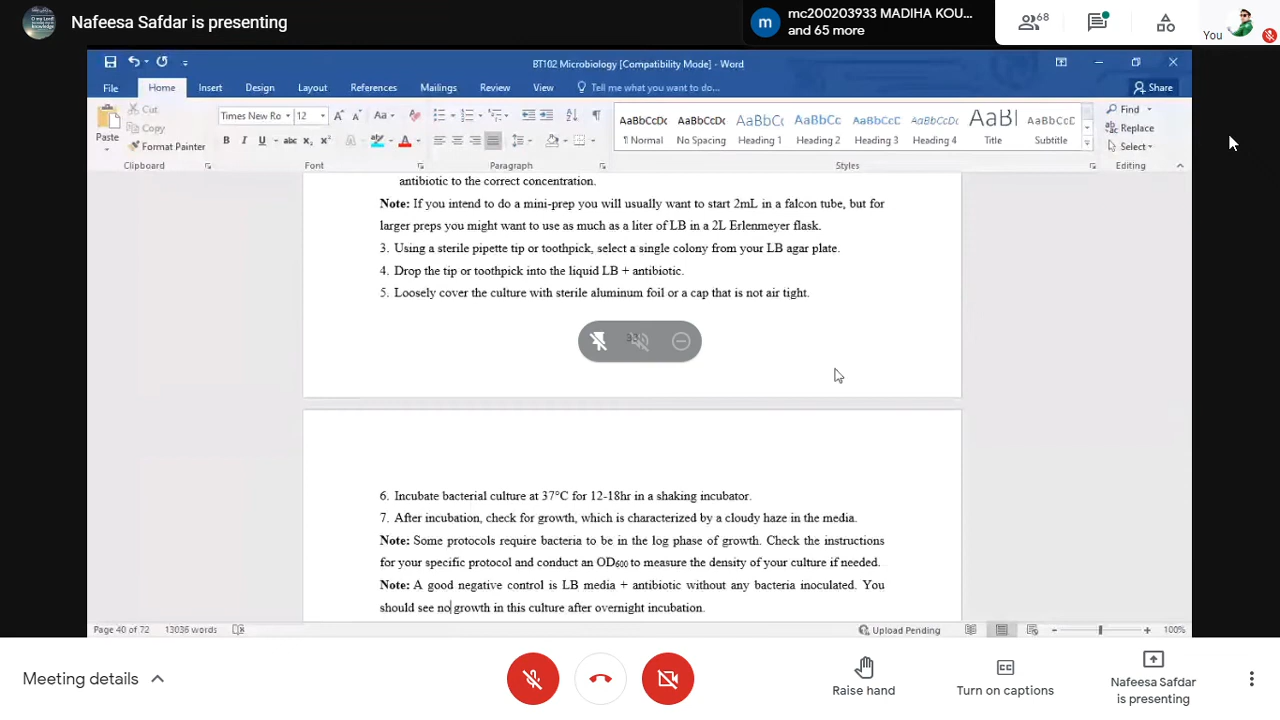 Nafeesa Safdar is presenting
mc200203933 MADIHA KOU...
and 65 more
68
You
BT102 Microbiology [Compatibility Mode] - Word
File Home Insert Design Layout References Mailings Review View Tell me what you want to do... Share
Paste
Cut
Copy
Format Painter
Times New Ro 12
AaBbCcDc AaBbCcDc AaBbC( AaBbCc AaBbCcI AaBbCcD AaB| AaBbCcD
¶ Normal No Spacing Heading 1 Heading 2 Heading 3 Heading 4 Title Subtitle
Find
Replace
Select
Clipboard Font Paragraph Styles Editing
antibiotic to the correct concentration.
Note: If you intend to do a mini-prep you will usually want to start 2mL in a falcon tube, but for
larger preps you might want to use as much as a liter of LB in a 2L Erlenmeyer flask.
3. Using a sterile pipette tip or toothpick, select a single colony from your LB agar plate.
4. Drop the tip or toothpick into the liquid LB + antibiotic.
5. Loosely cover the culture with sterile aluminum foil or a cap that is not air tight.
6. Incubate bacterial culture at 37°C for 12-18hr in a shaking incubator.
7. After incubation, check for growth, which is characterized by a cloudy haze in the media.
Note: Some protocols require bacteria to be in the log phase of growth. Check the instructions
for your specific protocol and conduct an OD600 to measure the density of your culture if needed.
Note: A good negative control is LB media + antibiotic without any bacteria inoculated. You
should see no growth in this culture after overnight incubation.
Page 40 of 72 13036 words Upload Pending 100%
Meeting details
Raise hand
Turn on captions
Nafeesa Safdar
is presenting